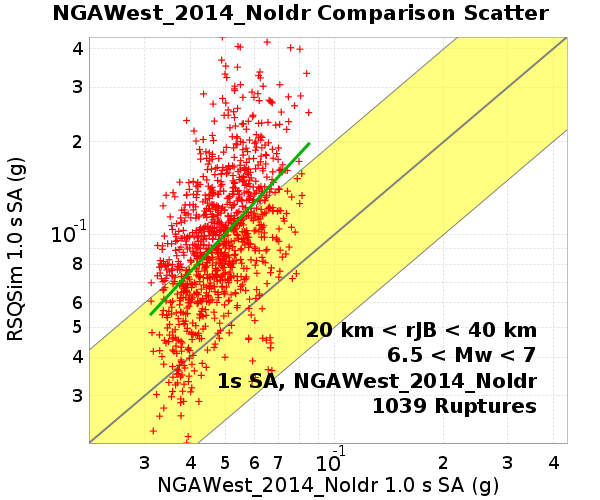 NGAWest_2014_NoIdr Comparison Scatter
4
3
2
10-1
8
6
5
4
3
RSQSim 1.0 s SA (g)
20 km < rJB < 40 km
6.5 < Mw < 7
1s SA, NGAWest_2014_NoIdr
1039 Ruptures
3 4 5 6 7 10-1 2 3 4
NGAWest_2014_NoIdr 1.0 s SA (g)